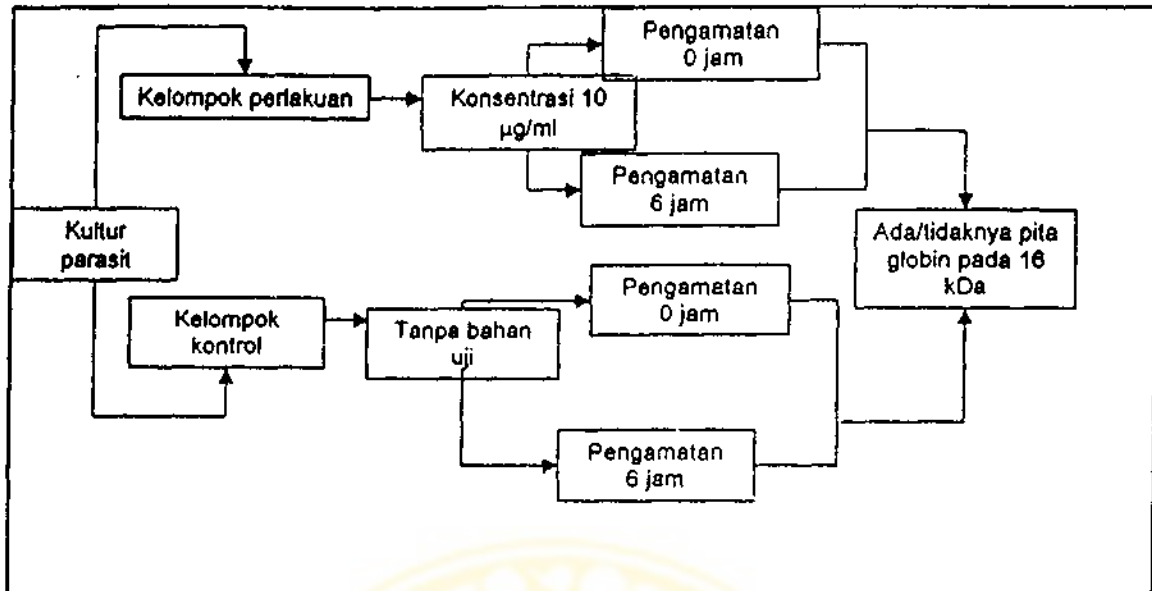 Pengamatan
0 jam
Kelompok perlakuan
Konsentrasi 10
µg/ml
Pengamatan
6 jam
Kultur
parasit
Ada/tidaknya pita
globin pada 16
kDa
Pengamatan
0 jam
Kelompok
kontrol
Tanpa bahan
uji
Pengamatan
6 jam